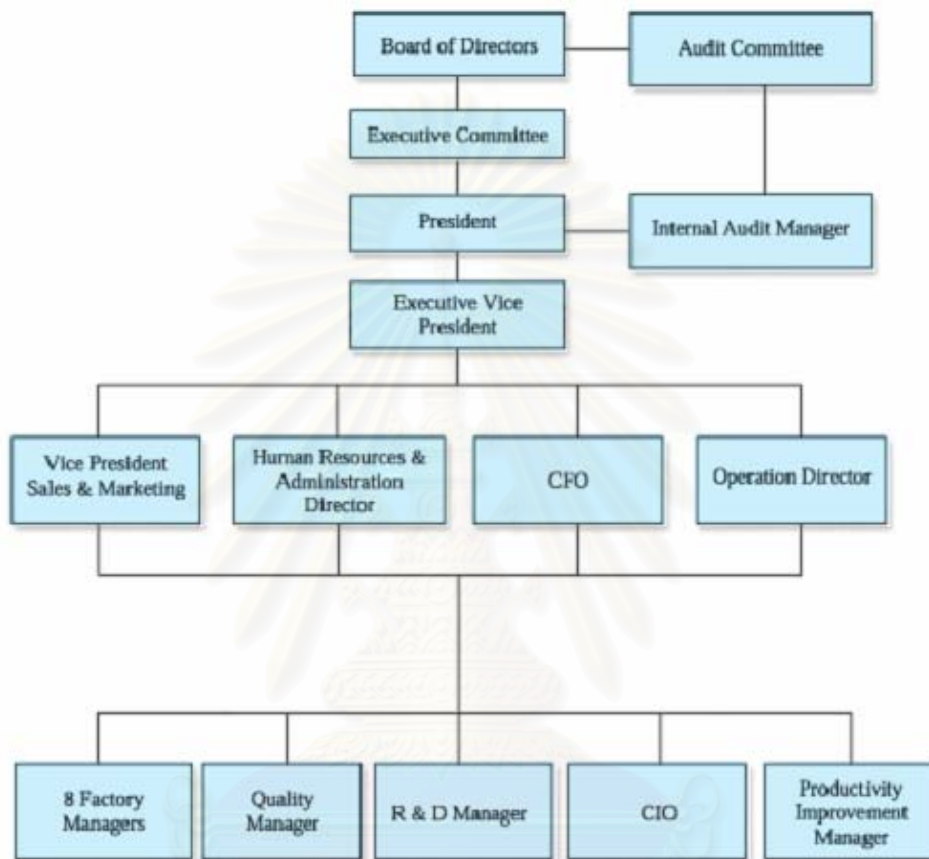 Board of Directors
Audit Committee
Executive Committee
President
Internal Audit Manager
Executive Vice
President
Vice President
Sales & Marketing
Human Resources &
Administration
Director
CFO
Operation Director
8 Factory
Managers
Quality
Manager
R & D Manager
CIO
Productivity
Improvement
Manager